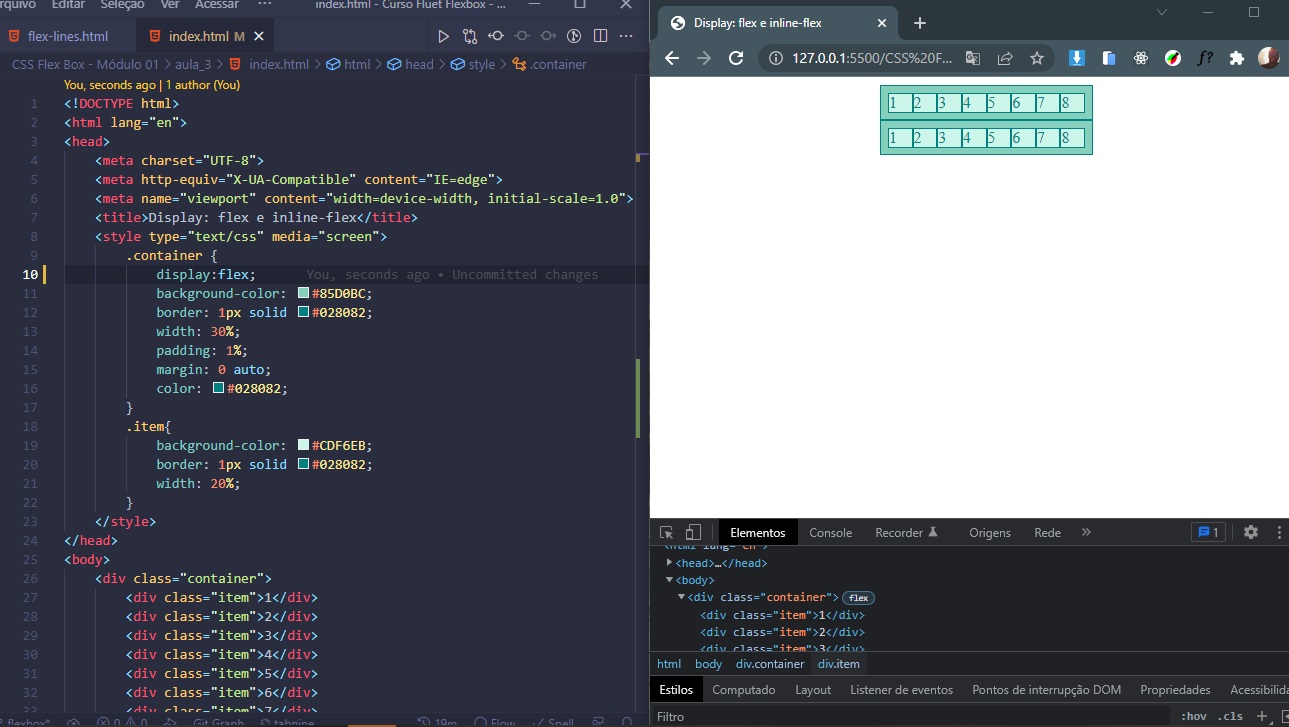 rquivo Editar Seleção Ver Acessar ··· index.html - Curso Fluet Flexbox - ...
flex-lines.html index.html M
CSS Flex Box - Módulo 01 > aula_3 > index.html > html > head > style > .container
You, seconds ago | 1 author (You)
1 <!DOCTYPE html>
2 <html lang="en">
3 <head>
4 <meta charset="UTF-8">
5 <meta http-equiv="X-UA-Compatible" content="IE=edge">
6 <meta name="viewport" content="width=device-width, initial-scale=1.0">
7 <title>Display: flex e inline-flex</title>
8 <style type="text/css" media="screen">
9 .container {
10 display:flex; You, seconds ago • Uncommitted changes
11 background-color: #85D0BC;
12 border: 1px solid #028082;
13 width: 30%;
14 padding: 1%;
15 margin: 0 auto;
16 color: #028082;
17 }
18 .item{
19 background-color: #CDF6EB;
20 border: 1px solid #028082;
21 width: 20%;
22 }
23 </style>
24 </head>
25 <body>
26 <div class="container">
27 <div class="item">1</div>
28 <div class="item">2</div>
29 <div class="item">3</div>
30 <div class="item">4</div>
31 <div class="item">5</div>
32 <div class="item">6</div>
33 <div class="item">7</div>
flexbox* 0 0 Git Graph tabnine 19m Flow Spell
Display: flex e inline-flex
127.0.0.1:5500/CSS%20F...
f?
1 2 3 4 5 6 7 8
1 2 3 4 5 6 7 8
Elementos Console Recorder Origens Rede » 1
<html lang="en">
<head>…</head>
<body>
<div class="container"> flex
<div class="item">1</div>
<div class="item">2</div>
<div class="item">3</div>
html body div.container div.item
Estilos Computado Layout Listener de eventos Pontos de interrupção DOM Propriedades Acessibilida
Filtro :hov .cls +